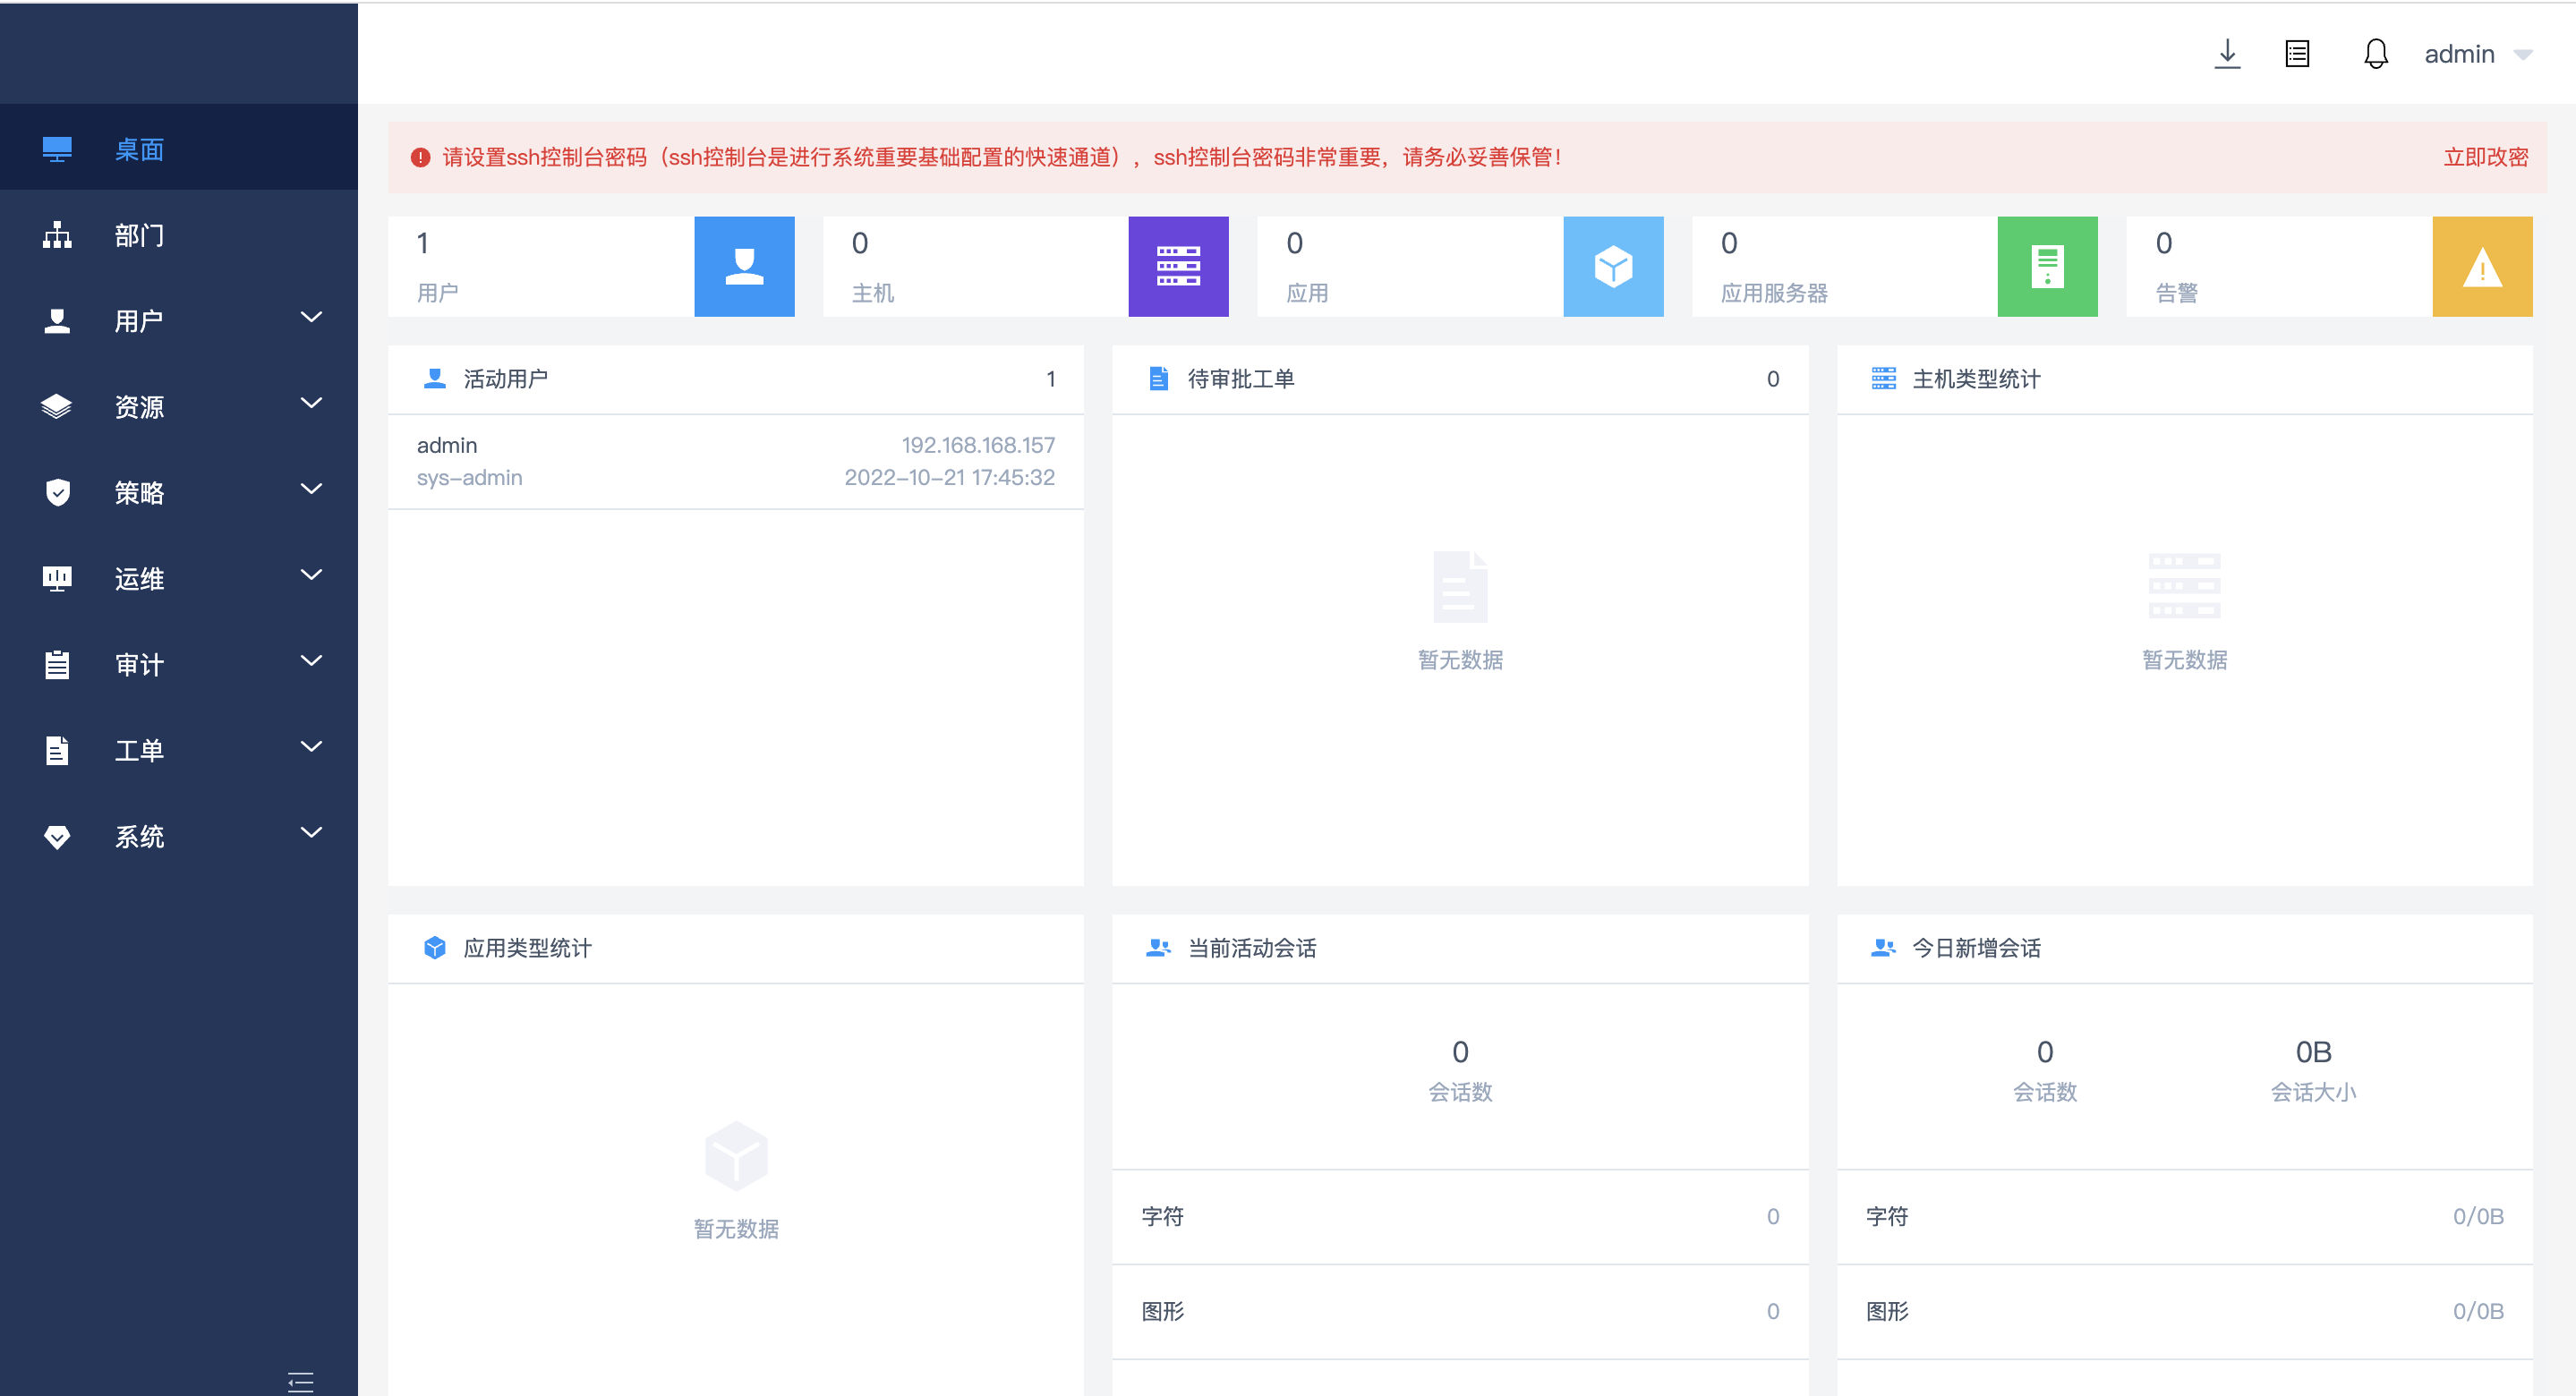 admin
桌面
部门
用户
资源
策略
运维
审计
工单
系统
请设置ssh控制台密码（ssh控制台是进行系统重要基础配置的快速通道），ssh控制台密码非常重要，请务必妥善保管！ 立即改密
1
用户
0
主机
0
应用
0
应用服务器
0
告警
活动用户 1
admin 192.168.168.157
sys-admin 2022-10-21 17:45:32
待审批工单 0
暂无数据
主机类型统计
暂无数据
应用类型统计
暂无数据
当前活动会话
0
会话数
字符 0
图形 0
今日新增会话
0 0B
会话数 会话大小
字符 0/0B
图形 0/0B